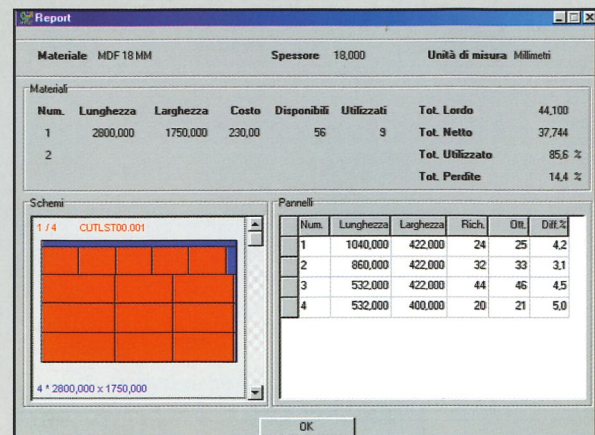 Report
Materiale MDF 18 MM Spessore 18,000 Unità di misura Millimetri
Materiali
Num. Lunghezza Larghezza Costo Disponibili Utilizzati Tot. Lordo 44,100
1 2800,000 1750,000 230,00 56 9 Tot. Netto 37,744
2 Tot. Utilizzato 85,6 %
Tot. Perdite 14,4 %
Schemi
1 / 4 CUTLST00.001
4 * 2800,000 x 1750,000
Pannelli
Num. Lunghezza Larghezza Rich. Ott. Diff.%
1 1040,000 422,000 24 25 4,2
2 860,000 422,000 32 33 3,1
3 532,000 422,000 44 46 4,5
4 532,000 400,000 20 21 5,0
OK